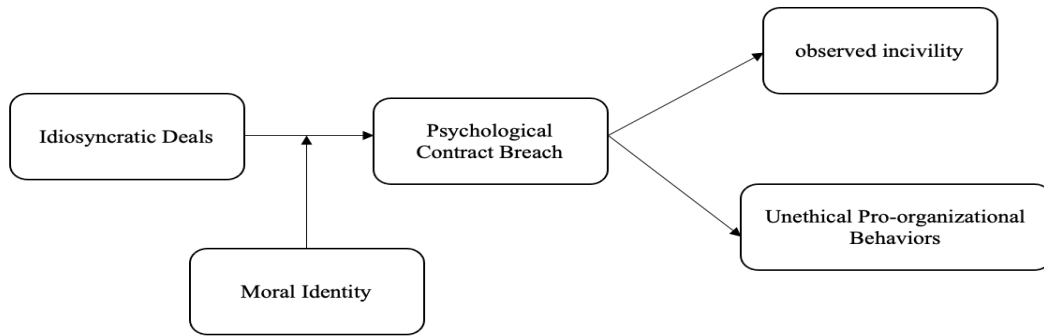 observed incivility
Idiosyncratic Deals
Psychological
Contract Breach
Unethical Pro-organizational
Behaviors
Moral Identity